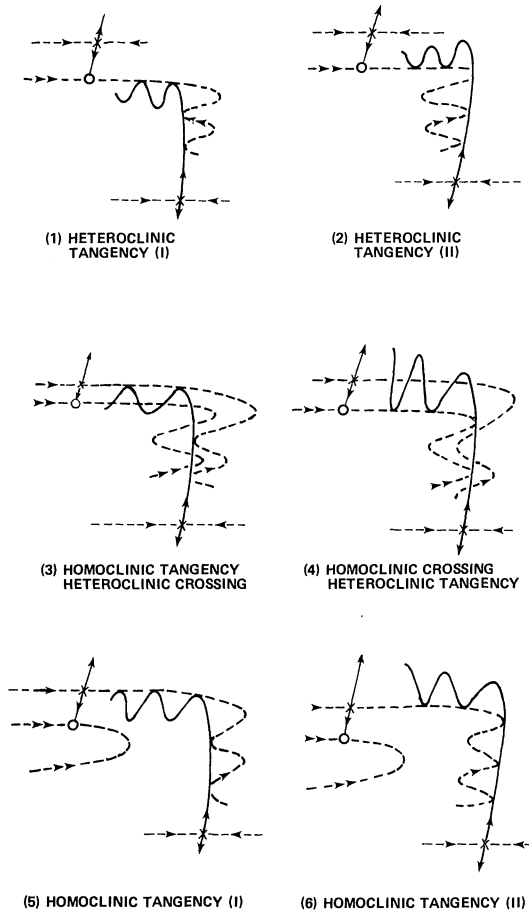 (1) HETEROCLINIC
TANGENCY (I)
(2) HETEROCLINIC
TANGENCY (II)
(3) HOMOCLINIC TANGENCY
HETEROCLINIC CROSSING
(4) HOMOCLINIC CROSSING
HETEROCLINIC TANGENCY
(5) HOMOCLINIC TANGENCY (I)
(6) HOMOCLINIC TANGENCY (II)